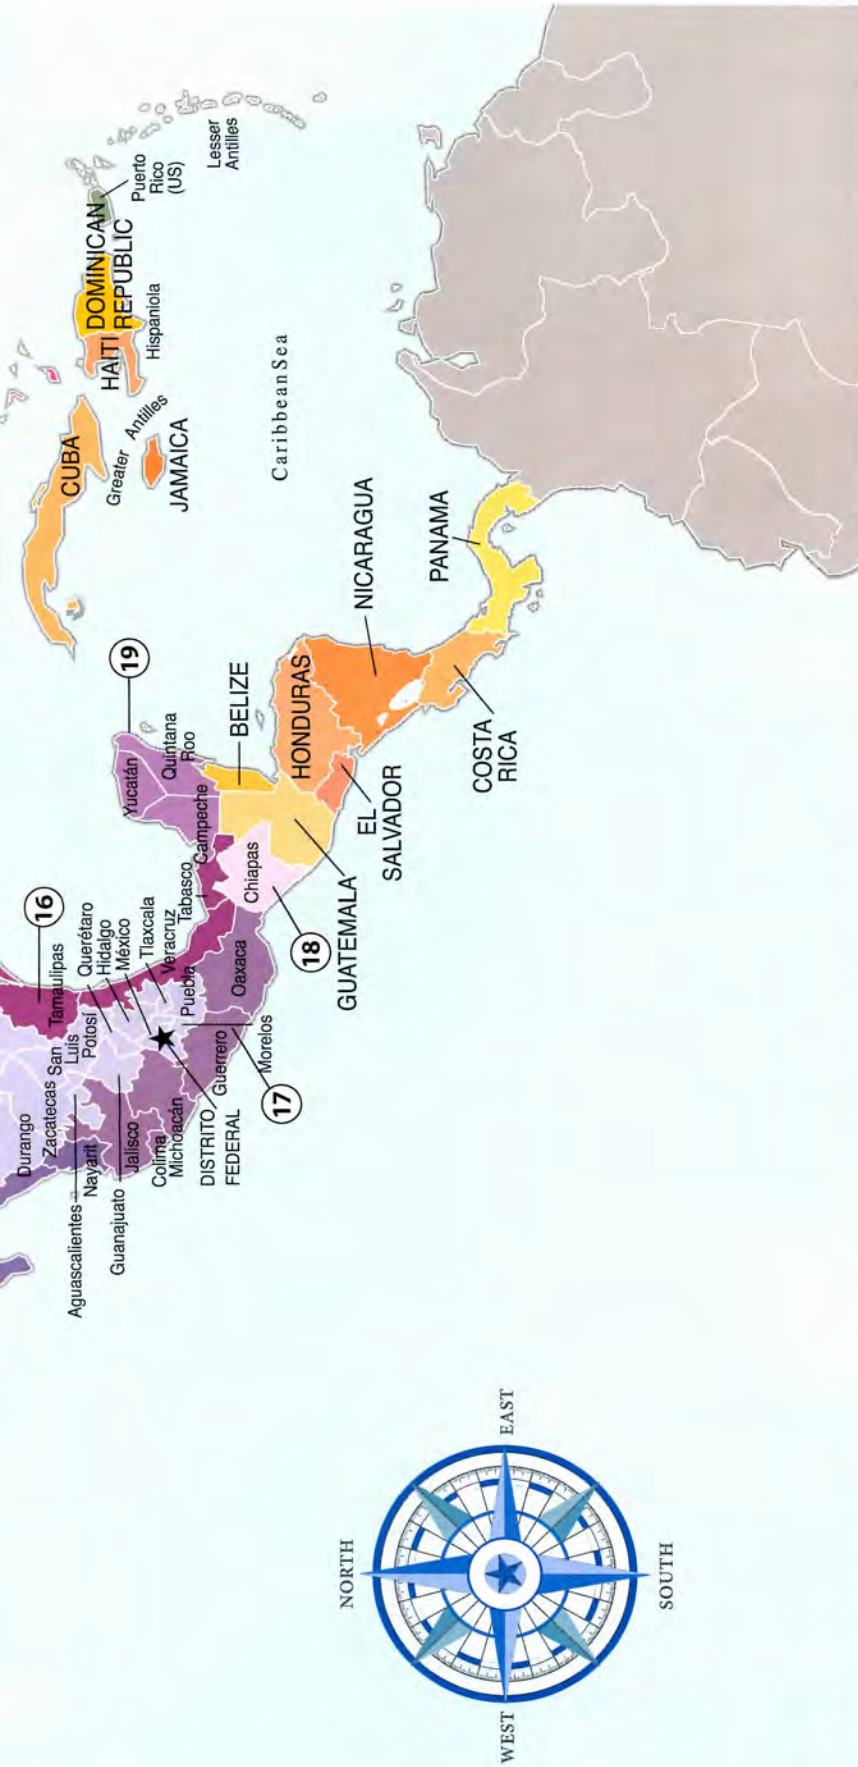 Durango
Zacatecas
San
Luis
Potosí
Tamaulipas
16
Aguascalientes
Nayarit
Guanajuato
Jalisco
Colima
Michoacán
DISTRITO
FEDERAL
Querétaro
Hidalgo
México
Tlaxcala
Veracruz
Puebla
Tabasco
Guerrero
Morelos
17
Oaxaca
Chiapas
18
Campeche
Yucatán
Quintana
Roo
19
BELIZE
GUATEMALA
HONDURAS
EL
SALVADOR
NICARAGUA
COSTA
RICA
PANAMA
CUBA
Greater
Antilles
JAMAICA
HAITI
DOMINICAN
REPUBLIC
Hispaniola
Puerto
Rico
(US)
Lesser
Antilles
Caribbean Sea
NORTH
EAST
WEST
SOUTH